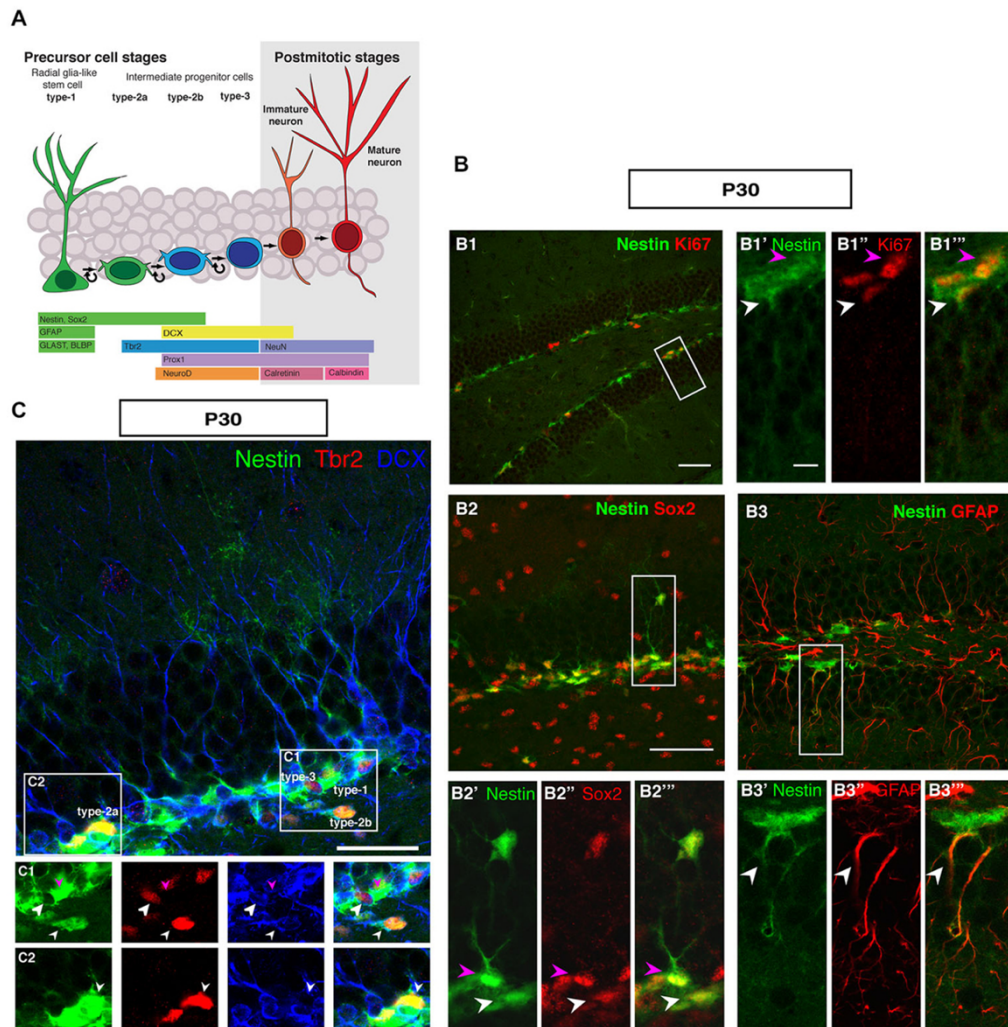 A
Precursor cell stages
Postmitotic stages
Radial glia-like
stem cell
Intermediate progenitor cells
type-1
type-2a
type-2b
type-3
Immature
neuron
Mature
neuron
Nestin, Sox2
GFAP
DCX
GLAST, BLBP
Tbr2
NeuN
Prox1
NeuroD
Calretinin
Calbindin
B
P30
B1
Nestin Ki67
B1' Nestin
B1" Ki67
B1'"
B2
Nestin Sox2
B3
Nestin GFAP
B2' Nestin
B2" Sox2
B2'"
B3' Nestin
B3" GFAP
B3'"
C
P30
Nestin Tbr2 DCX
C1
type-3
type-1
type-2b
C2
type-2a
C1
C2